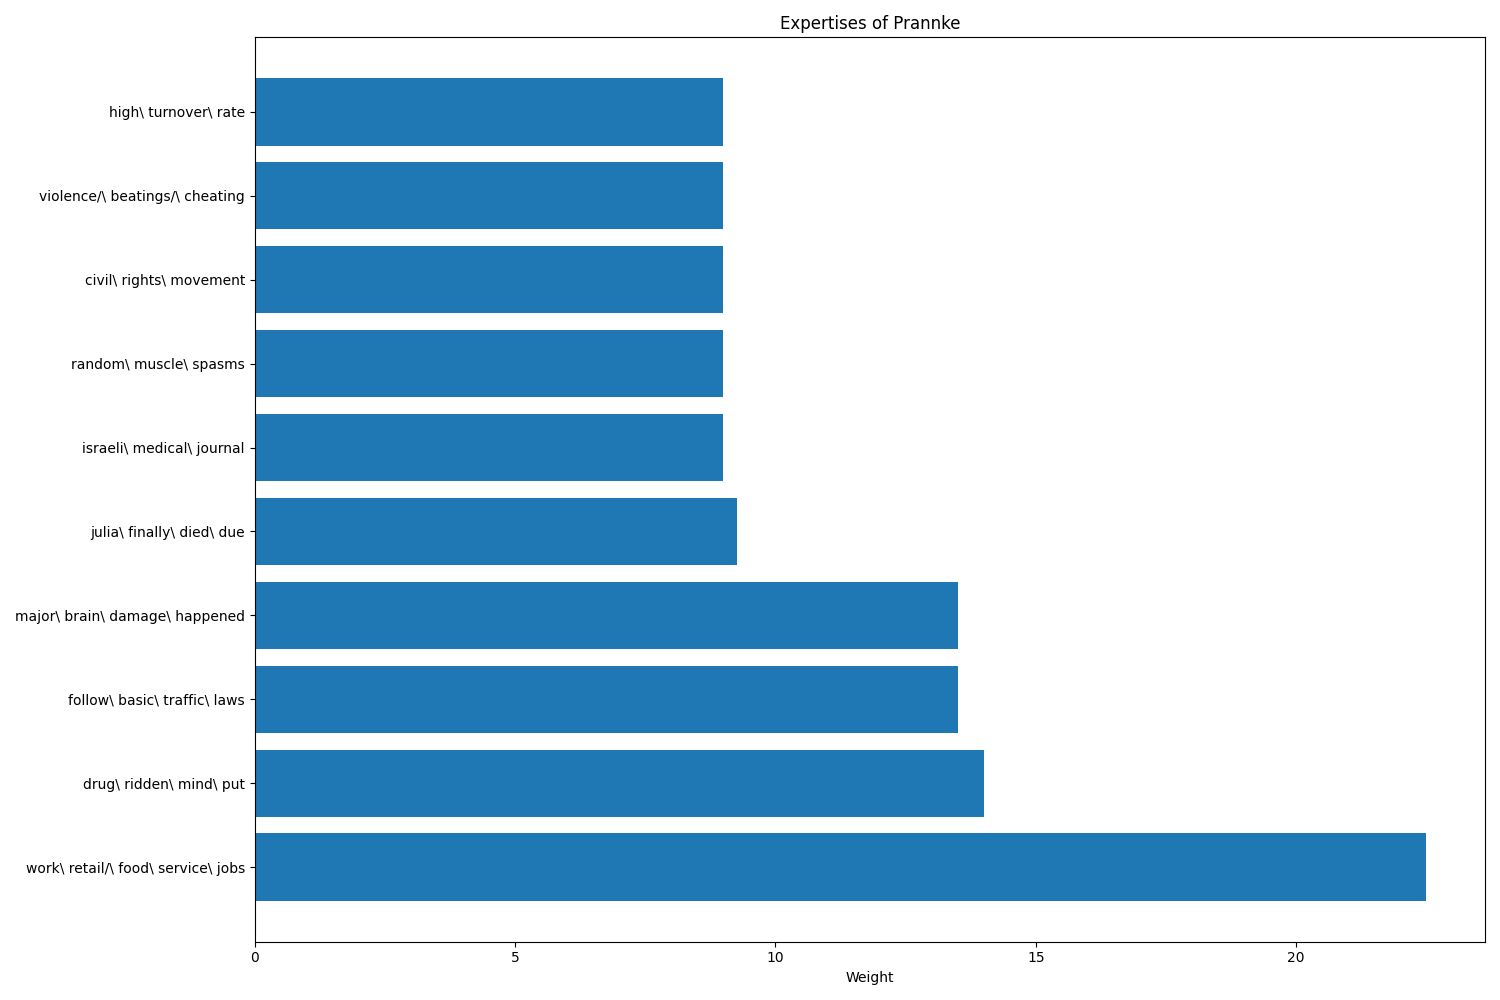 Expertises of Prannke
high\ turnover\ rate
violence/\ beatings/\ cheating
civil\ rights\ movement
random\ muscle\ spasms
israeli\ medical\ journal
julia\ finally\ died\ due
major\ brain\ damage\ happened
follow\ basic\ traffic\ laws
drug\ ridden\ mind\ put
work\ retail/\ food\ service\ jobs
0 5 10 15 20
Weight